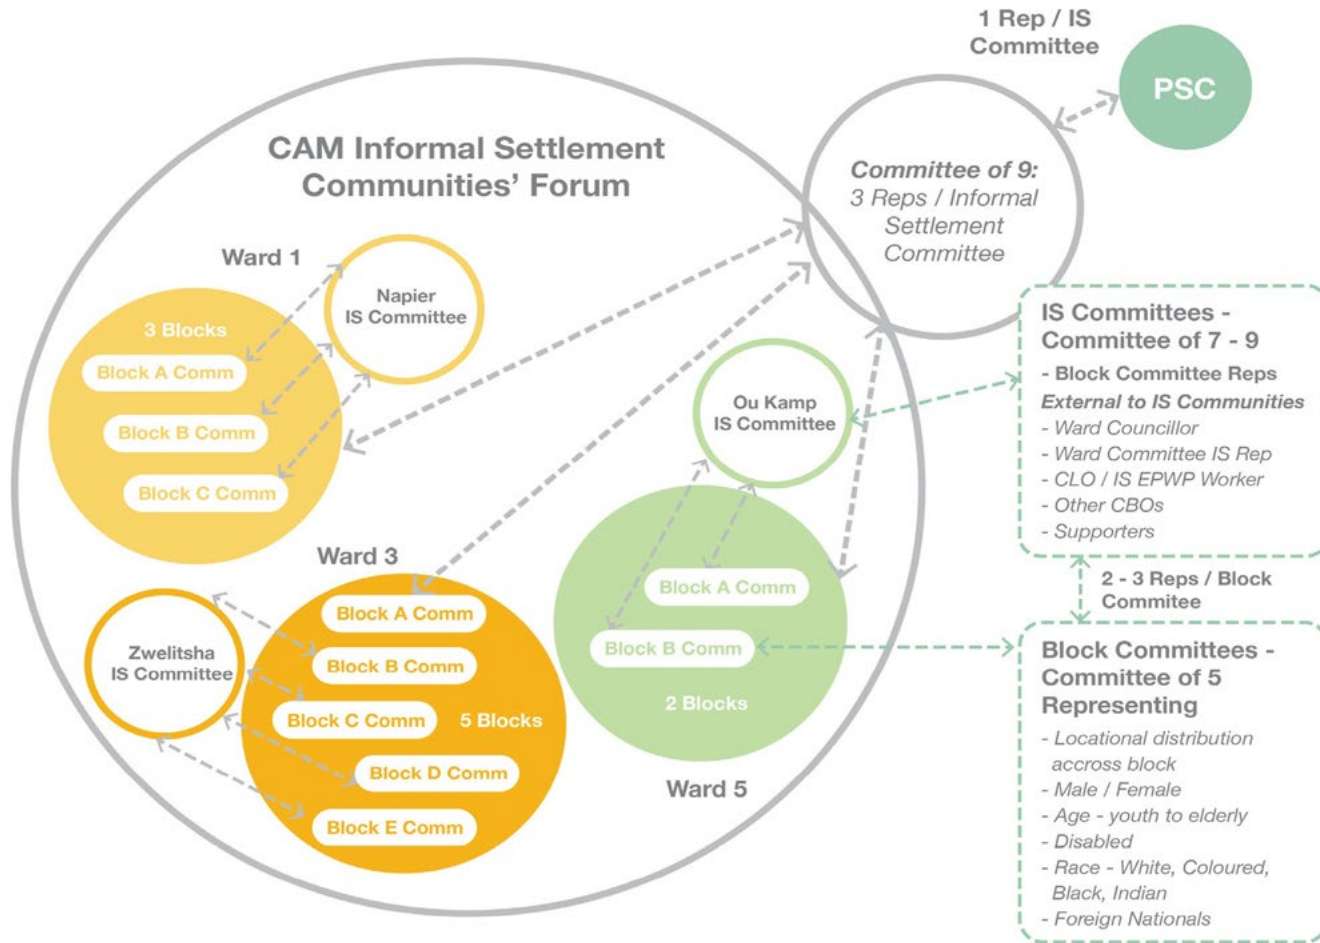 1 Rep / IS
Committee
PSC
CAM Informal Settlement
Communities’ Forum
Committee of 9:
3 Reps / Informal
Settlement
Committee
Ward 1
Napier
IS Committee
3 Blocks
Block A Comm
Block B Comm
Block C Comm
Ou Kamp
IS Committee
IS Committees -
Committee of 7 - 9
- Block Committee Reps
External to IS Communities
- Ward Councillor
- Ward Committee IS Rep
- CLO / IS EPWP Worker
- Other CBOs
- Supporters
Ward 3
Zwelitsha
IS Committee
Block A Comm
Block B Comm
Block C Comm
5 Blocks
Block D Comm
Block E Comm
Block A Comm
Block B Comm
2 Blocks
Ward 5
2 - 3 Reps / Block
Commitee
Block Committees -
Committee of 5
Representing
- Locational distribution
accross block
- Male / Female
- Age - youth to elderly
- Disabled
- Race - White, Coloured,
Black, Indian
- Foreign Nationals